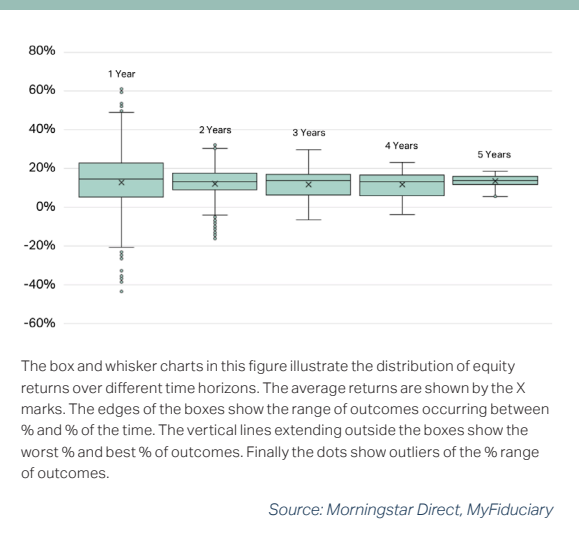 80%
1 Year
60%
40%
2 Years
3 Years
4 Years
5 Years
20%
0%
-20%
-40%
-60%
The box and whisker charts in this figure illustrate the distribution of equity
returns over different time horizons. The average returns are shown by the X
marks. The edges of the boxes show the range of outcomes occurring between
% and % of the time. The vertical lines extending outside the boxes show the
worst % and best % of outcomes. Finally the dots show outliers of the % range
of outcomes.
Source: Morningstar Direct, MyFiduciary